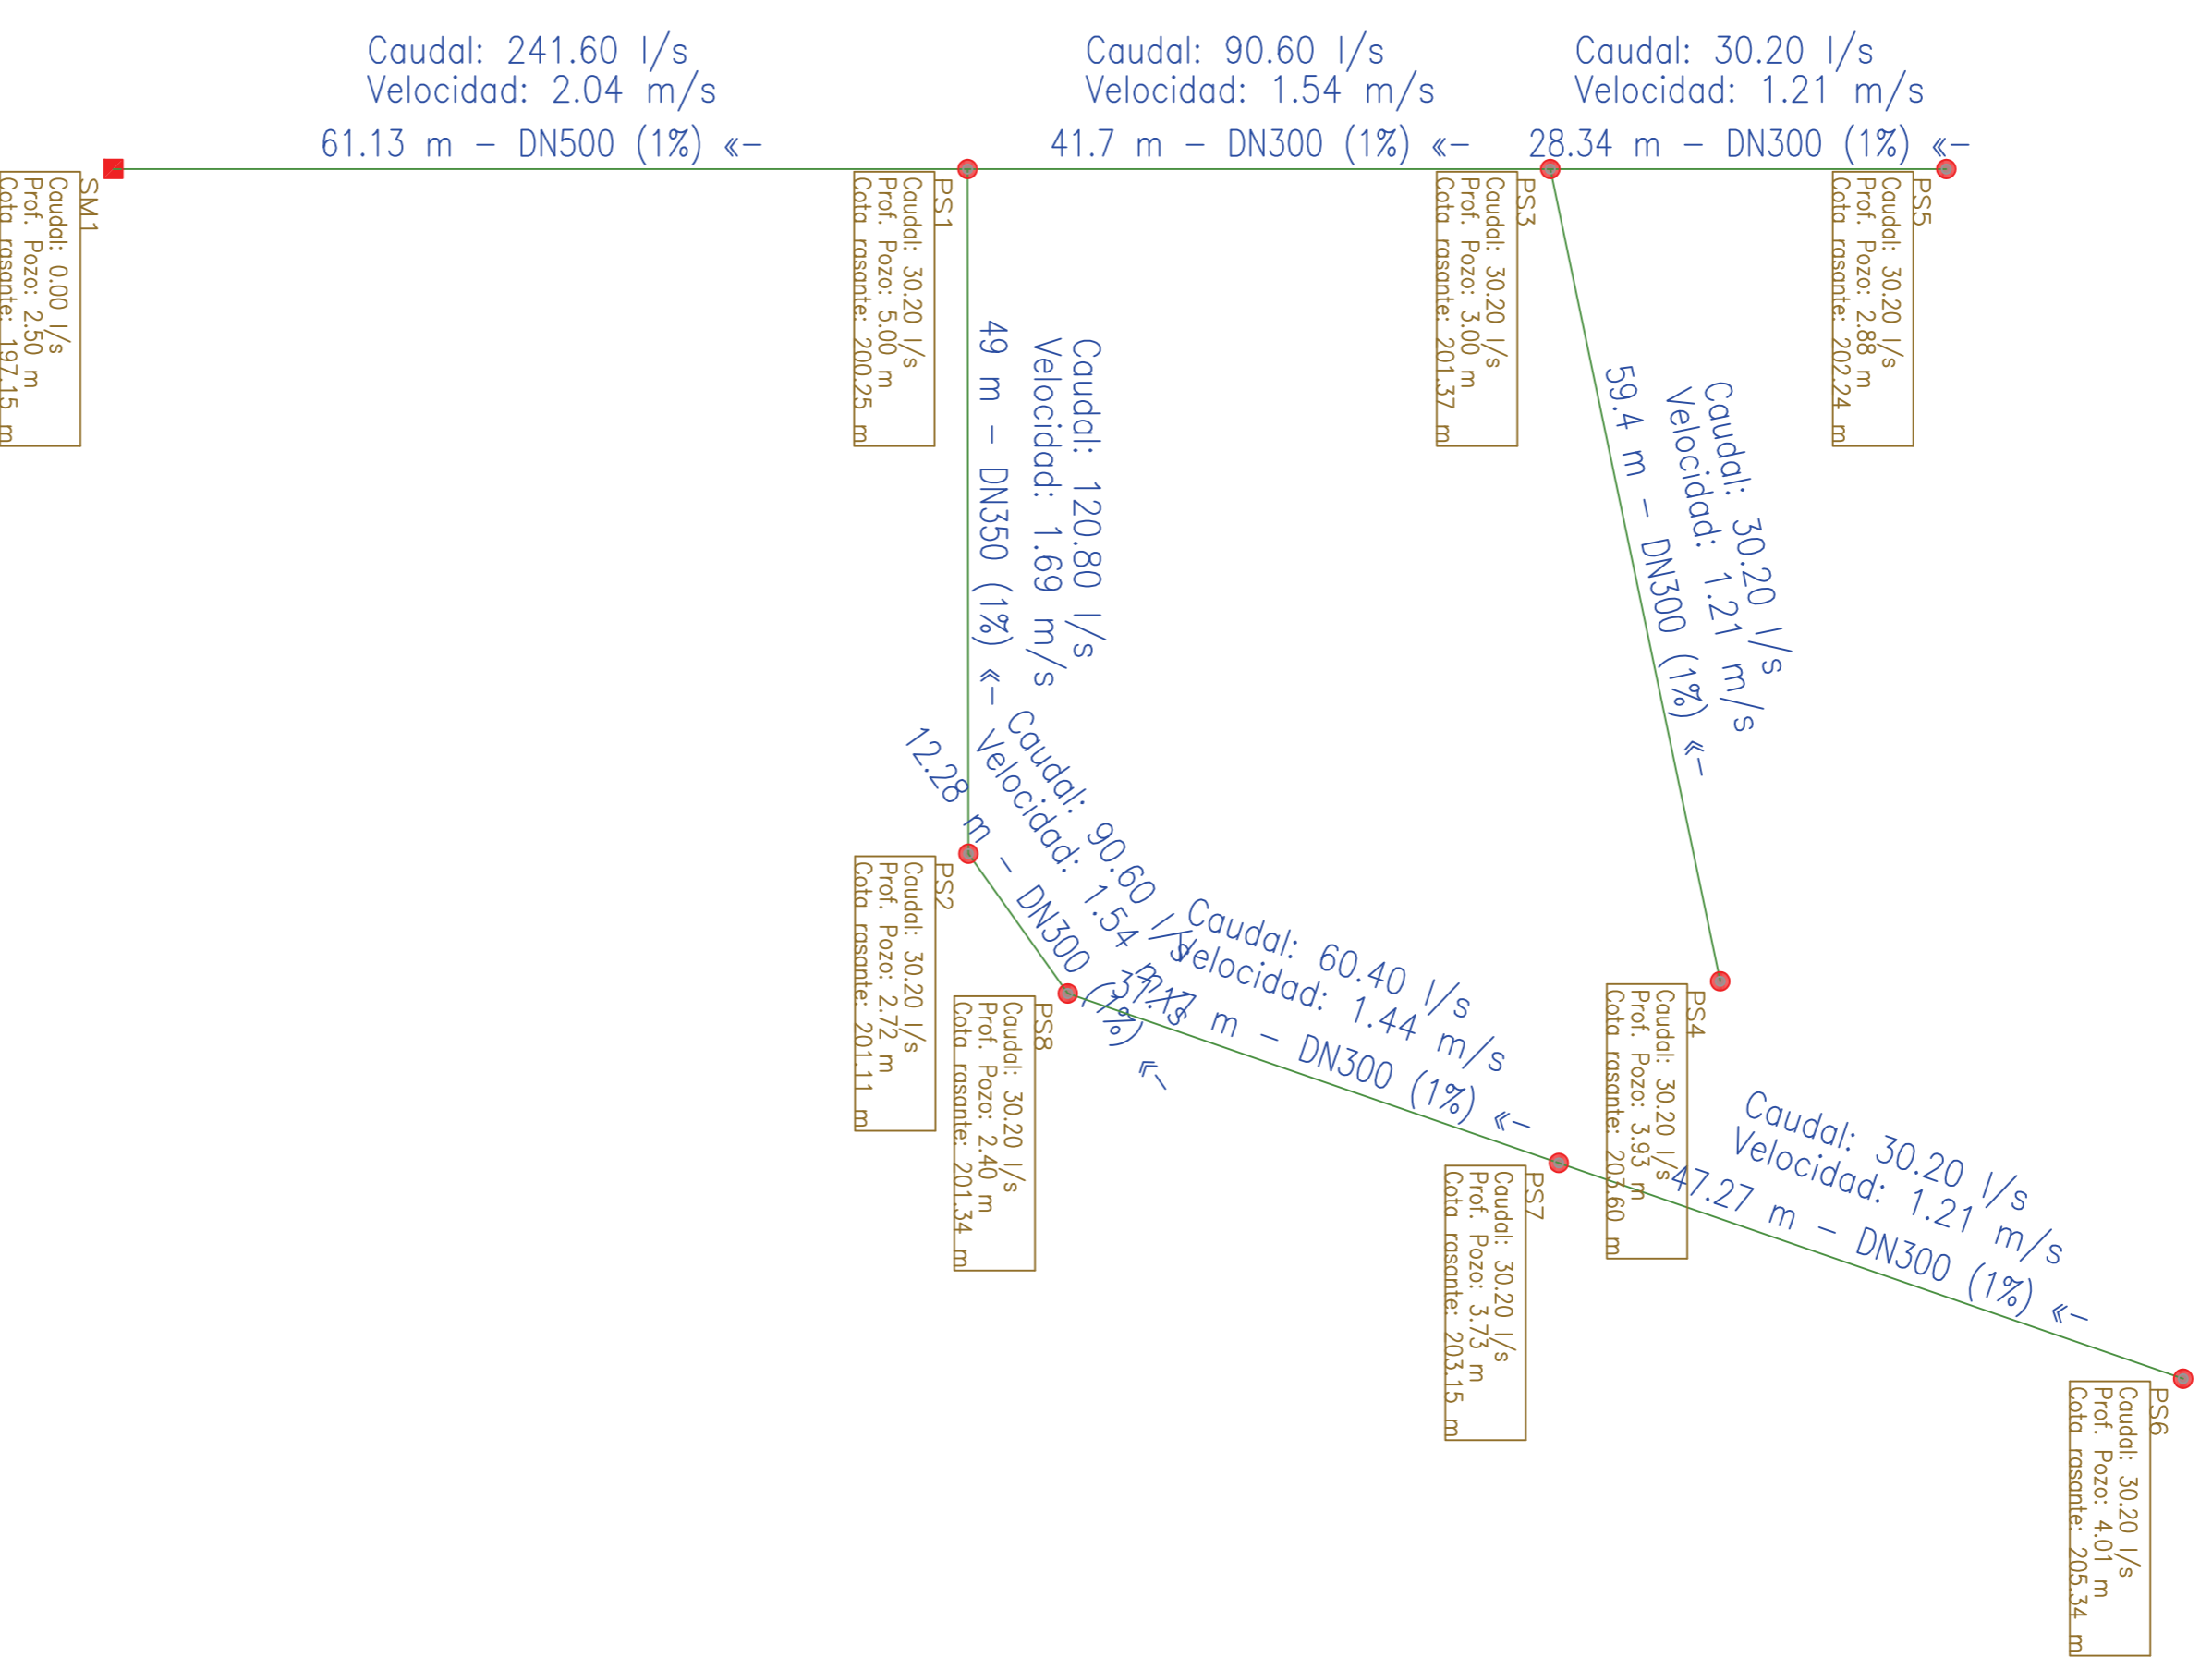 Caudal: 241.60 l/s
Velocidad: 2.04 m/s
61.13 m - DN500 (1%) «-
Caudal: 90.60 l/s
Velocidad: 1.54 m/s
41.7 m - DN300 (1%) «-
Caudal: 30.20 l/s
Velocidad: 1.21 m/s
28.34 m - DN300 (1%) «-
SM1
Caudal: 0.00 l/s
Prof. Pozo: 2.50 m
Cota rasante: 197.15 m
PS1
Caudal: 30.20 l/s
Prof. Pozo: 5.00 m
Cota rasante: 200.25 m
PS3
Caudal: 30.20 l/s
Prof. Pozo: 3.00 m
Cota rasante: 201.37 m
PS5
Caudal: 30.20 l/s
Prof. Pozo: 2.88 m
Cota rasante: 202.24 m
Caudal: 120.80 l/s
Velocidad: 1.69 m/s
49 m - DN350 (1%) «-
Caudal: 30.20 l/s
Velocidad: 1.21 m/s
59.4 m - DN300 (1%) «-
Caudal: 90.60 l/s
Velocidad: 1.54 m/s
12.28 m - DN300 (1%) «-
Caudal: 60.40 l/s
Velocidad: 1.44 m/s
m - DN300 (1%) «-
PS2
Caudal: 30.20 l/s
Prof. Pozo: 2.72 m
Cota rasante: 201.11 m
PS8
Caudal: 30.20 l/s
Prof. Pozo: 2.40 m
Cota rasante: 201.34 m
PS4
Caudal: 30.20 l/s
Prof. Pozo: 3.93 m
Cota rasante: 203.60 m
Caudal: 30.20 l/s
Velocidad: 1.21 m/s
47.27 m - DN300 (1%) «-
PS7
Caudal: 30.20 l/s
Prof. Pozo: 3.73 m
Cota rasante: 203.15 m
PS6
Caudal: 30.20 l/s
Prof. Pozo: 4.01 m
Cota rasante: 205.34 m